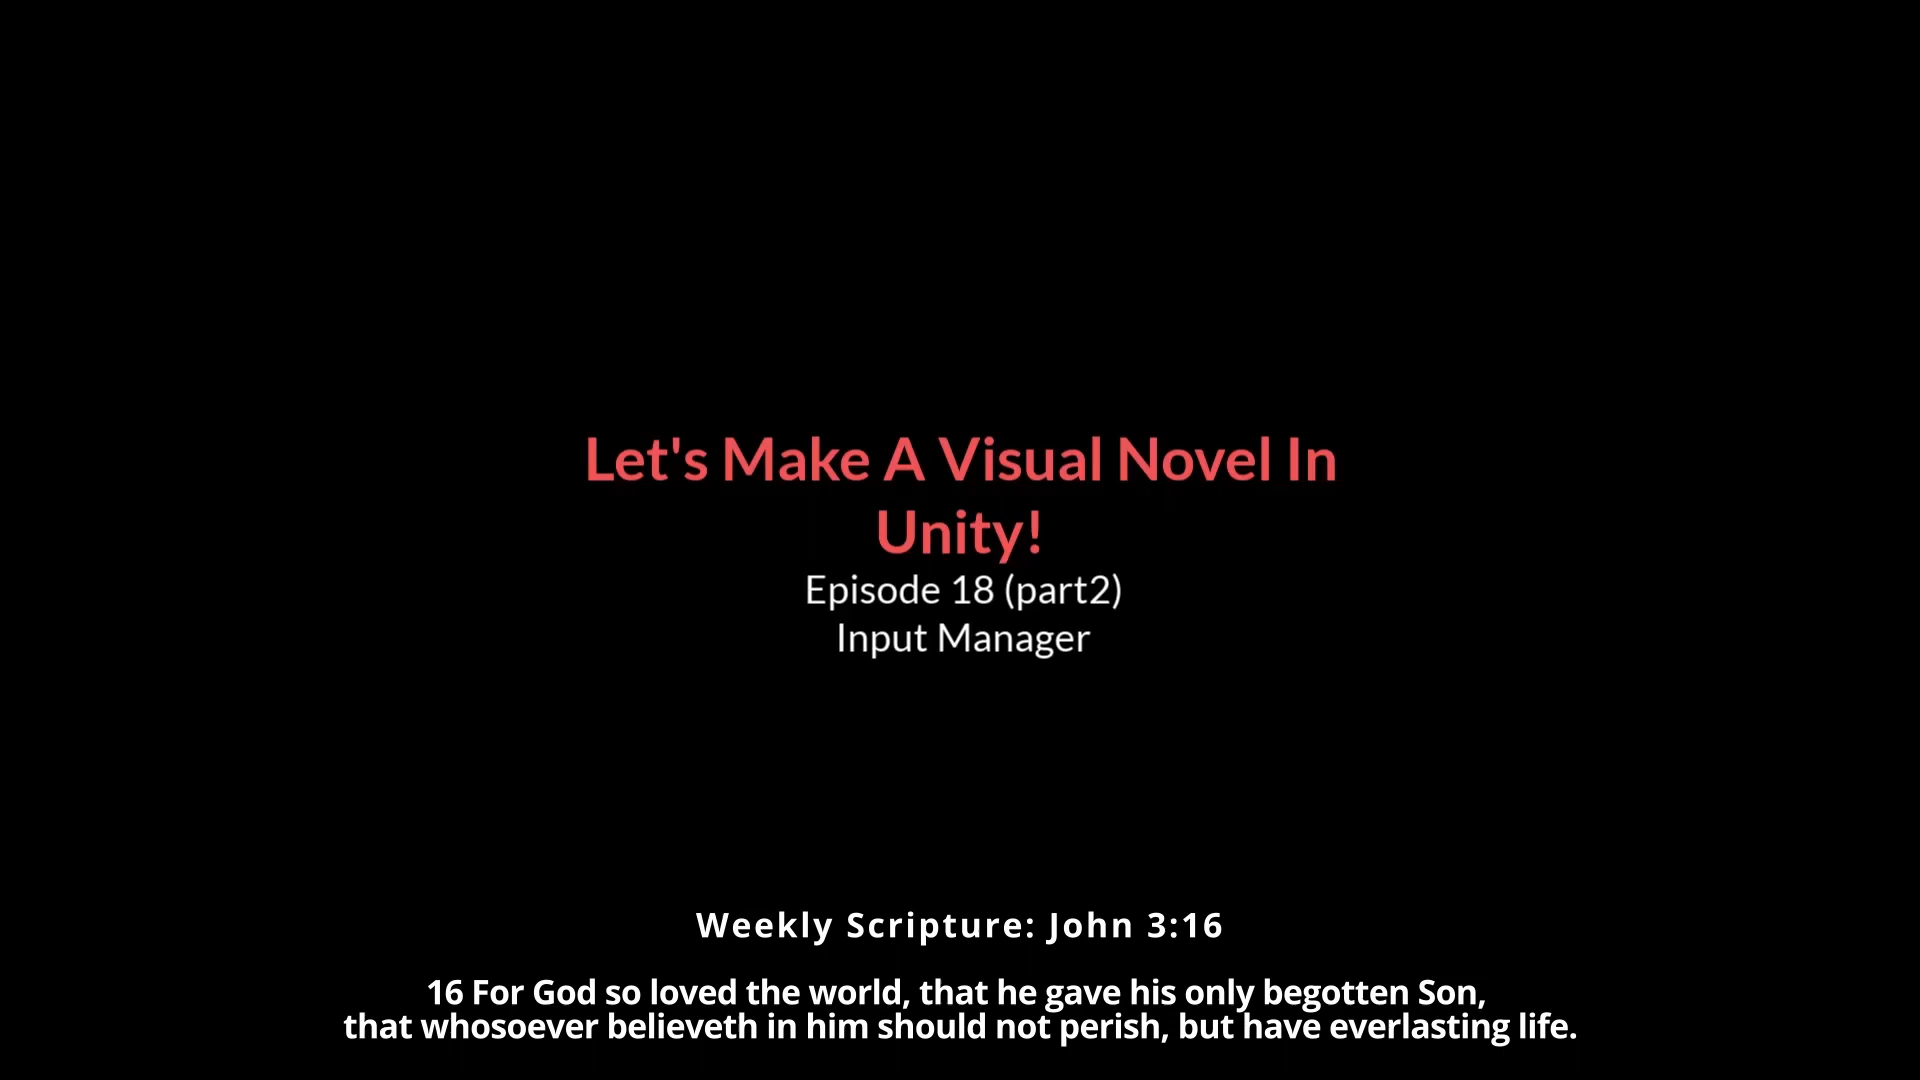 Let's Make A Visual Novel In
Unity!
Episode 18 (part2)
Input Manager
Weekly Scripture: John 3:16
16 For God so loved the world, that he gave his only begotten Son,
that whosoever believeth in him should not perish, but have everlasting life.